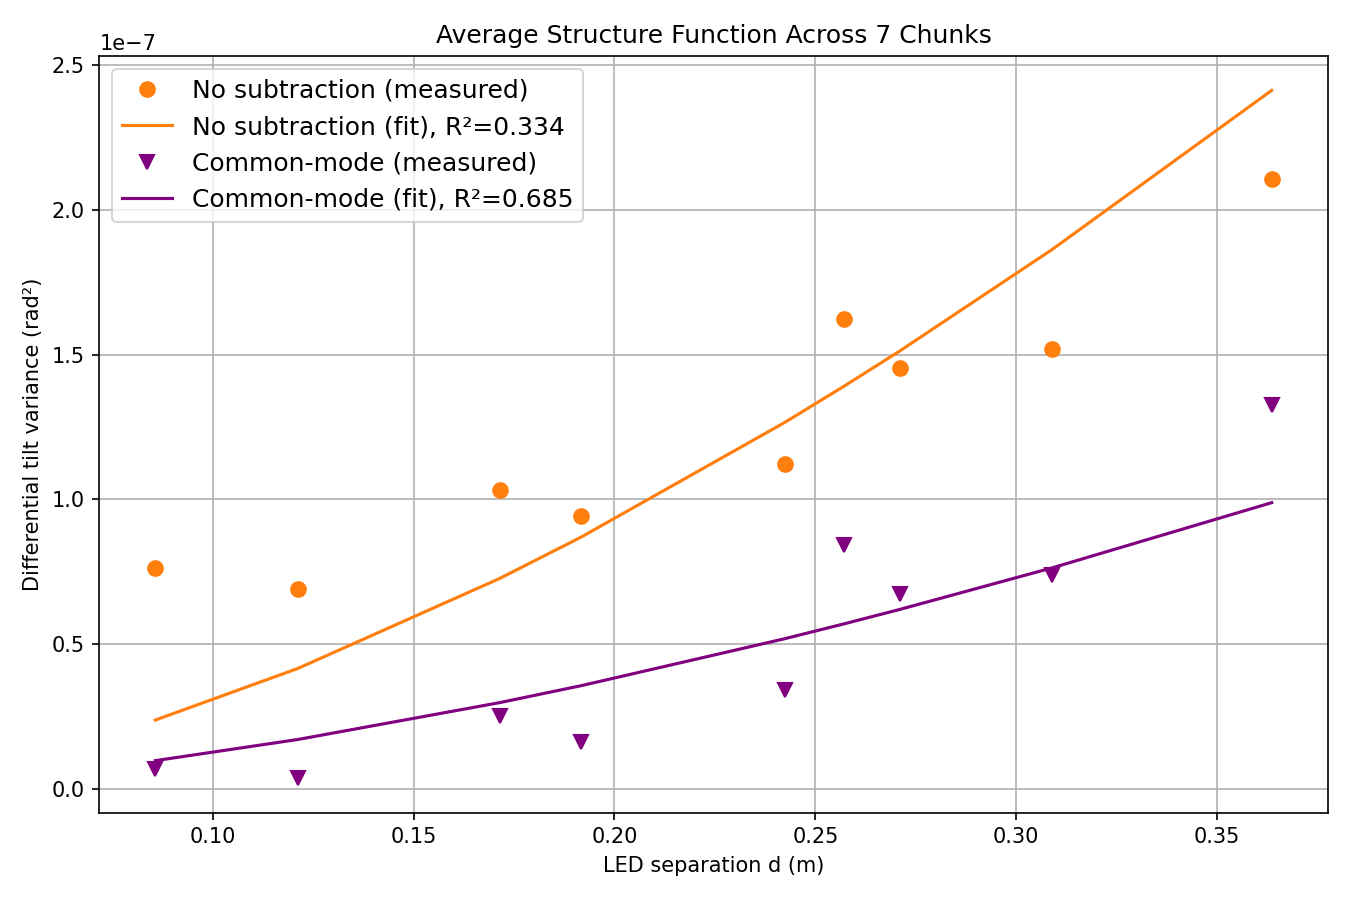 Average Structure Function Across 7 Chunks
1e−7
2.5
2.0
1.5
1.0
0.5
0.0
Differential tilt variance (rad²)
No subtraction (measured)
No subtraction (fit), R²=0.334
Common-mode (measured)
Common-mode (fit), R²=0.685
0.10 0.15 0.20 0.25 0.30 0.35
LED separation d (m)